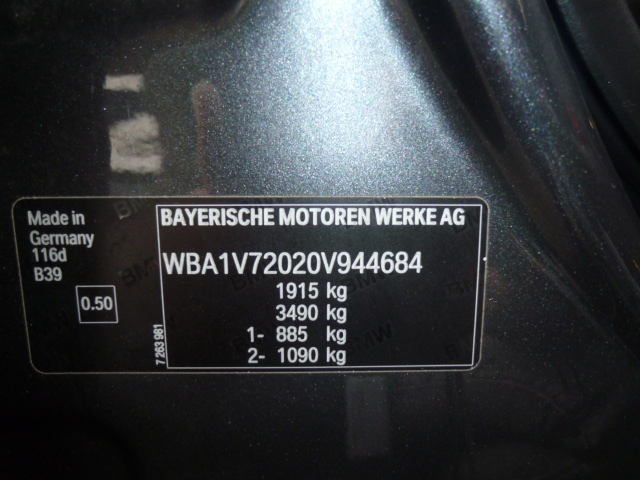 Made in
Germany
116d
B39
0.50
7 263 981
BAYERISCHE MOTOREN WERKE AG
WBA1V72020V944684
1915 kg
3490 kg
1- 885 kg
2- 1090 kg